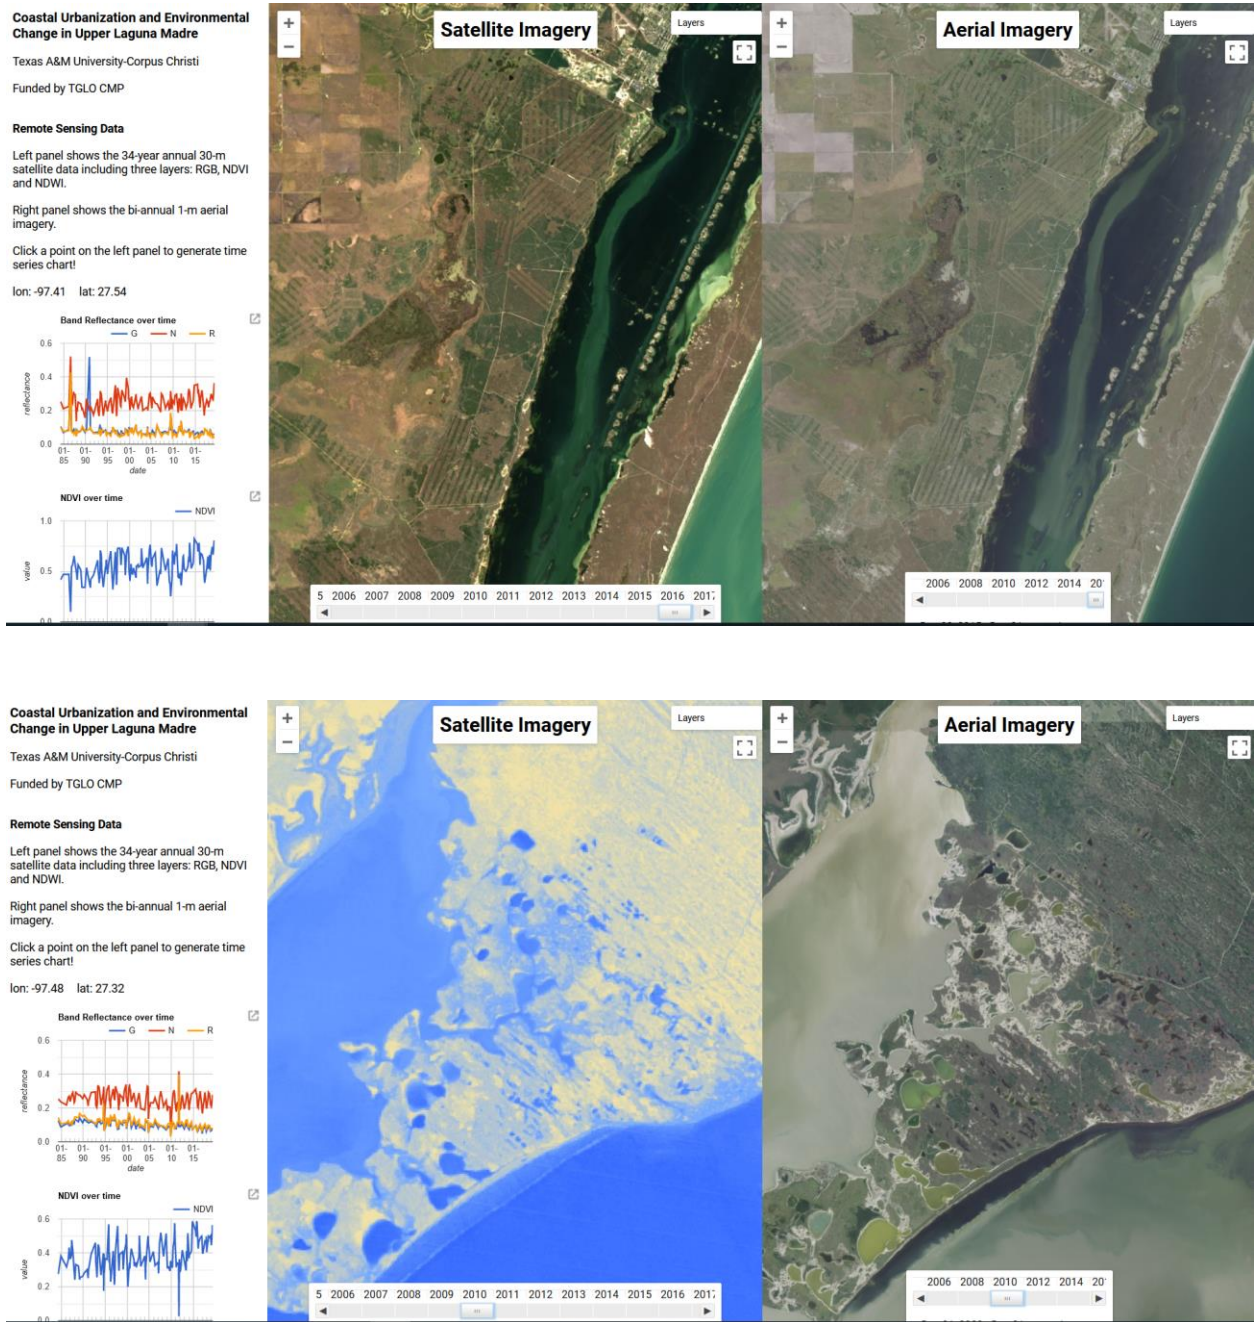 Coastal Urbanization and Environmental
Change in Upper Laguna Madre
Texas A&M University-Corpus Christi
Funded by TGLO CMP
Remote Sensing Data
Left panel shows the 34-year annual 30-m
satellite data including three layers: RGB, NDVI
and NDWI.
Right panel shows the bi-annual 1-m aerial
imagery.
Click a point on the left panel to generate time
series chart!
lon: -97.41 lat: 27.54
Band Reflectance over time
G N R
0.6
0.4
0.2
0.0
reflectance
01-85 01-90 01-95 01-00 01-05 01-10 01-15
date
NDVI over time
NDVI
1.0
0.5
0.0
value
+
−
Satellite Imagery
Layers
5 2006 2007 2008 2009 2010 2011 2012 2013 2014 2015 2016 2017
+
−
Aerial Imagery
Layers
2006 2008 2010 2012 2014 20
Coastal Urbanization and Environmental
Change in Upper Laguna Madre
Texas A&M University-Corpus Christi
Funded by TGLO CMP
Remote Sensing Data
Left panel shows the 34-year annual 30-m
satellite data including three layers: RGB, NDVI
and NDWI.
Right panel shows the bi-annual 1-m aerial
imagery.
Click a point on the left panel to generate time
series chart!
lon: -97.48 lat: 27.32
Band Reflectance over time
G N R
0.6
0.4
0.2
0.0
reflectance
01-85 01-90 01-95 01-00 01-05 01-10 01-15
date
NDVI over time
NDVI
0.6
0.4
0.2
value
+
−
Satellite Imagery
Layers
5 2006 2007 2008 2009 2010 2011 2012 2013 2014 2015 2016 2017
+
−
Aerial Imagery
Layers
2006 2008 2010 2012 2014 20